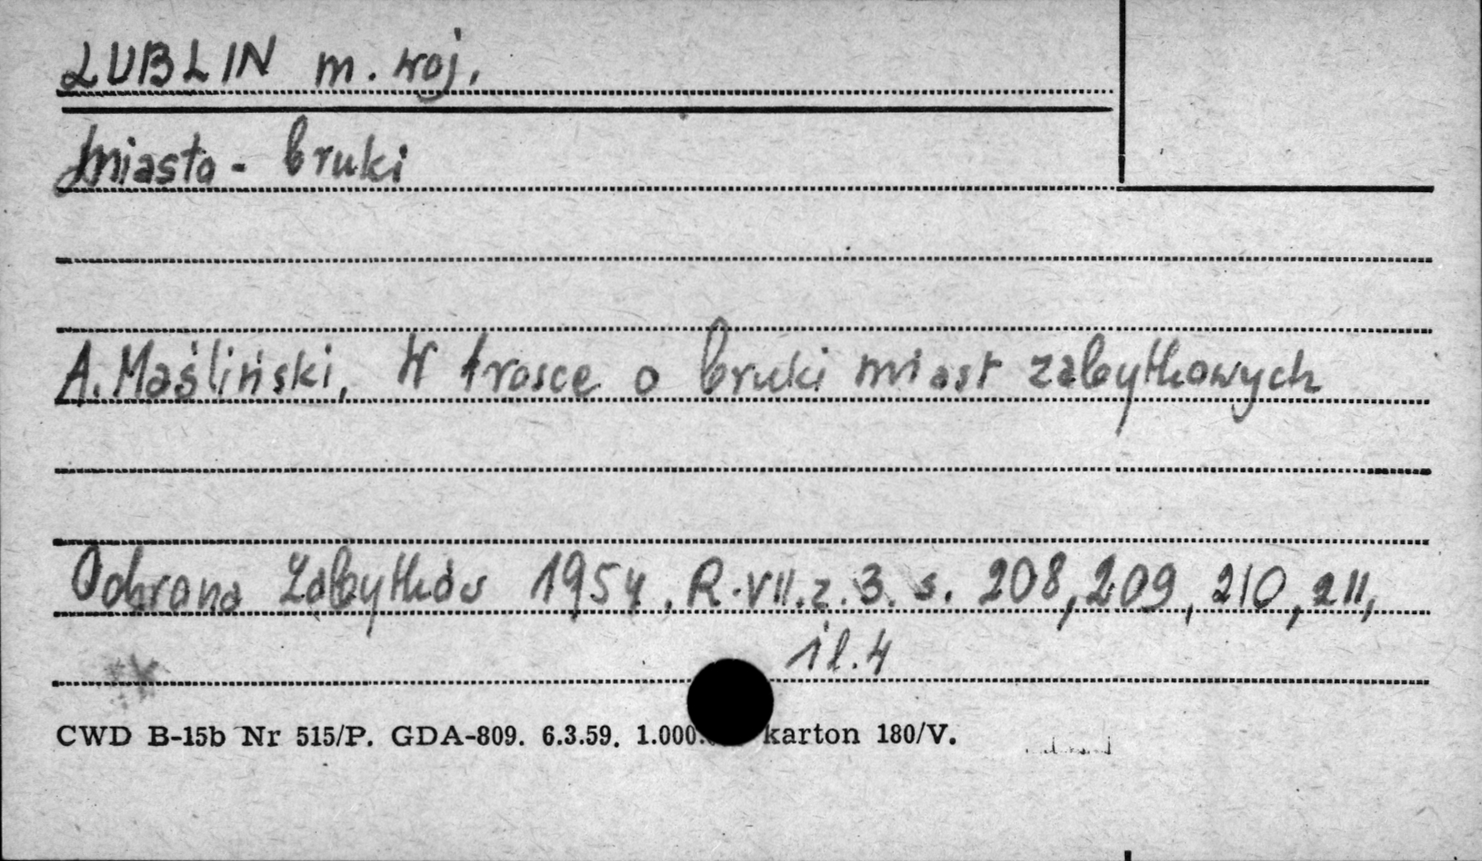 LUBLIN m. woj.
Miasto - bruki
A. Maśliński, W trosce o bruki miast zabytkowych
Ochrona Zabytków 1954, R. VII. z. 3. s. 208, 209, 210, 211,
il. 4
CWD B-15b Nr 515/P. GDA-809. 6.3.59. 1.000. karton 180/V.